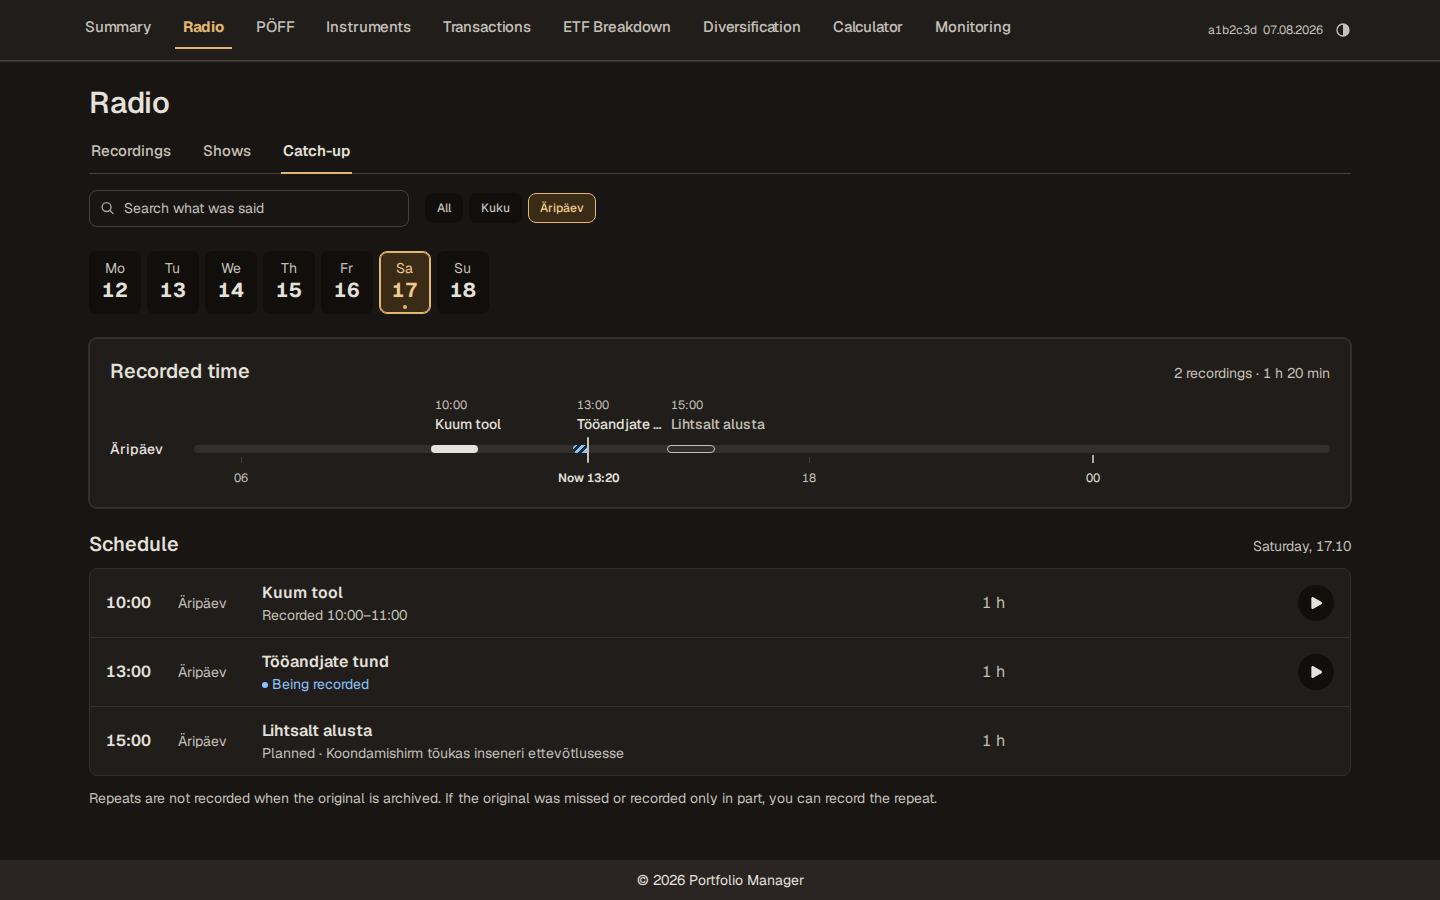 Summary Radio PÖFF Instruments Transactions ETF Breakdown Diversification Calculator Monitoring a1b2c3d 07.08.2026
Radio
Recordings Shows Catch-up
Search what was said All Kuku Äripäev
Mo Tu We Th Fr Sa Su
12 13 14 15 16 17 18
Recorded time 2 recordings · 1 h 20 min
10:00 13:00 15:00
Kuum tool Tööandjate ... Lihtsalt alusta
Äripäev
06 Now 13:20 18 00
Schedule Saturday, 17.10
10:00 Äripäev Kuum tool 1 h
Recorded 10:00–11:00
13:00 Äripäev Tööandjate tund 1 h
Being recorded
15:00 Äripäev Lihtsalt alusta 1 h
Planned · Koondamishirm tõukas inseneri ettevõtlusesse
Repeats are not recorded when the original is archived. If the original was missed or recorded only in part, you can record the repeat.
© 2026 Portfolio Manager